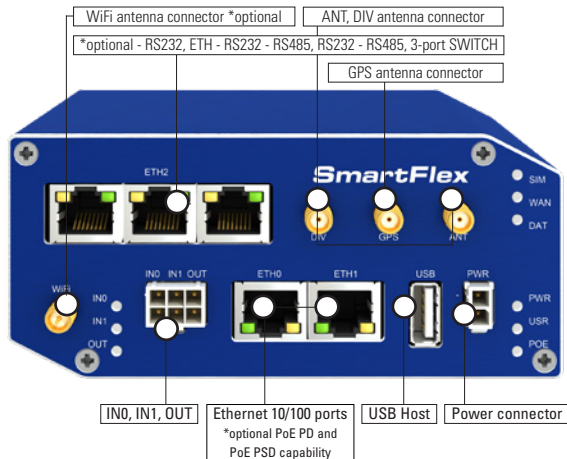 WiFi antenna connector *optional
ANT, DIV antenna connector
*optional - RS232, ETH - RS232 - RS485, RS232 - RS485, 3-port SWITCH
GPS antenna connector
ETH2
SmartFlex
SIM
WAN
DAT
DIV
GPS
ANT
WiFi
IN0 IN1 OUT
ETH0
ETH1
USB
PWR
-
IN0
IN1
OUT
PWR
USR
POE
IN0, IN1, OUT
Ethernet 10/100 ports
*optional PoE PD and
PoE PSD capability
USB Host
Power connector